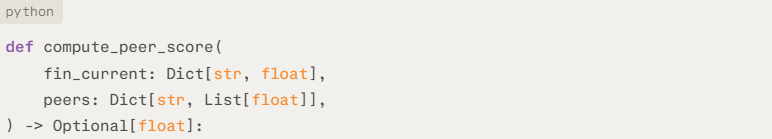 python
def compute_peer_score(
    fin_current: Dict[str, float],
    peers: Dict[str, List[float]],
) -> Optional[float]: